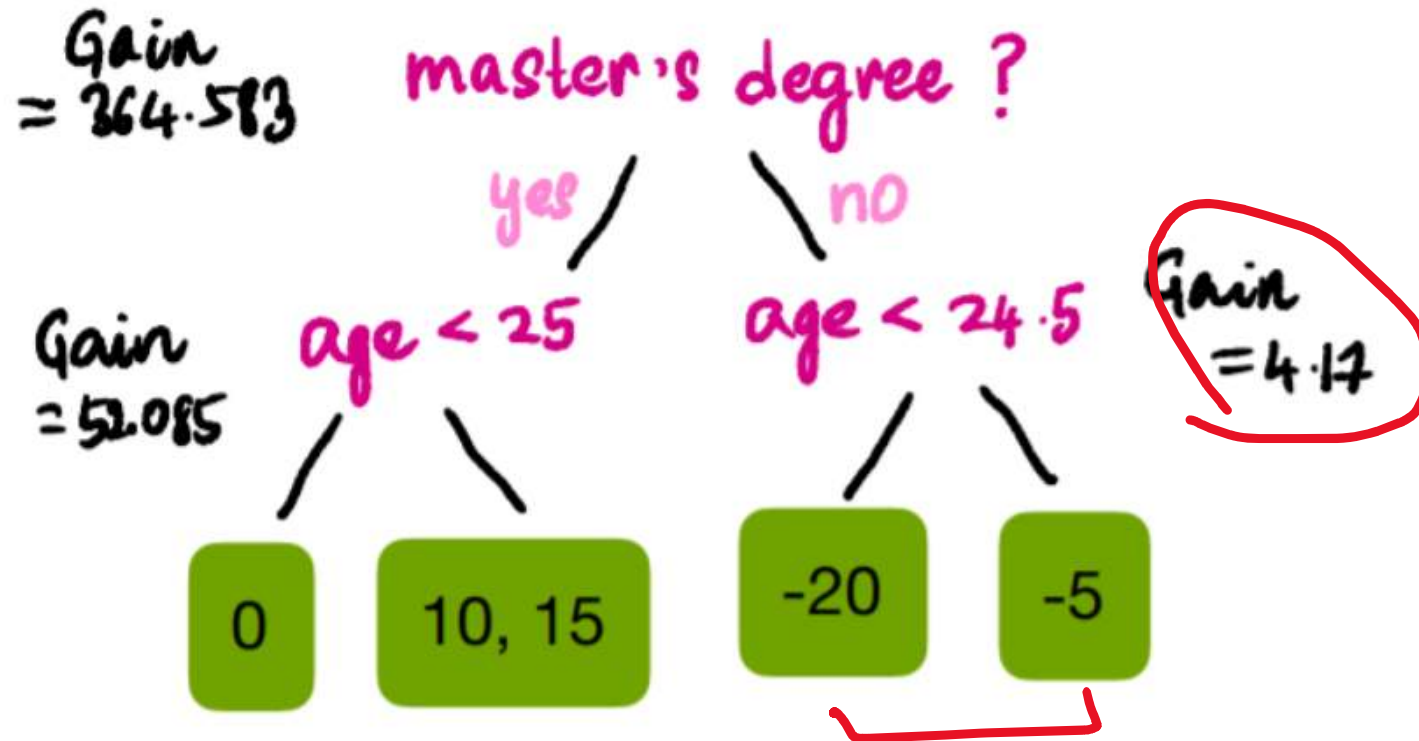 Gain
= 364.583
master's degree ?
yes
no
Gain
= 52.085
age < 25
age < 24.5
Gain
= 4.17
0
10, 15
-20
-5